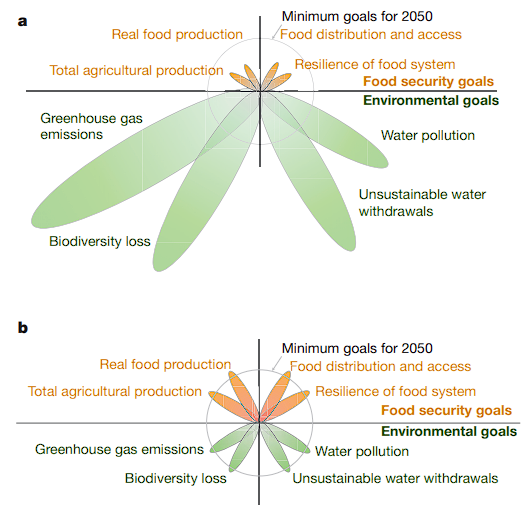 a
Minimum goals for 2050
Real food production
Food distribution and access
Total agricultural production
Resilience of food system
Food security goals
Environmental goals
Greenhouse gas
emissions
Water pollution
Unsustainable water
withdrawals
Biodiversity loss
b
Minimum goals for 2050
Real food production
Food distribution and access
Total agricultural production
Resilience of food system
Food security goals
Environmental goals
Greenhouse gas emissions
Water pollution
Biodiversity loss
Unsustainable water withdrawals